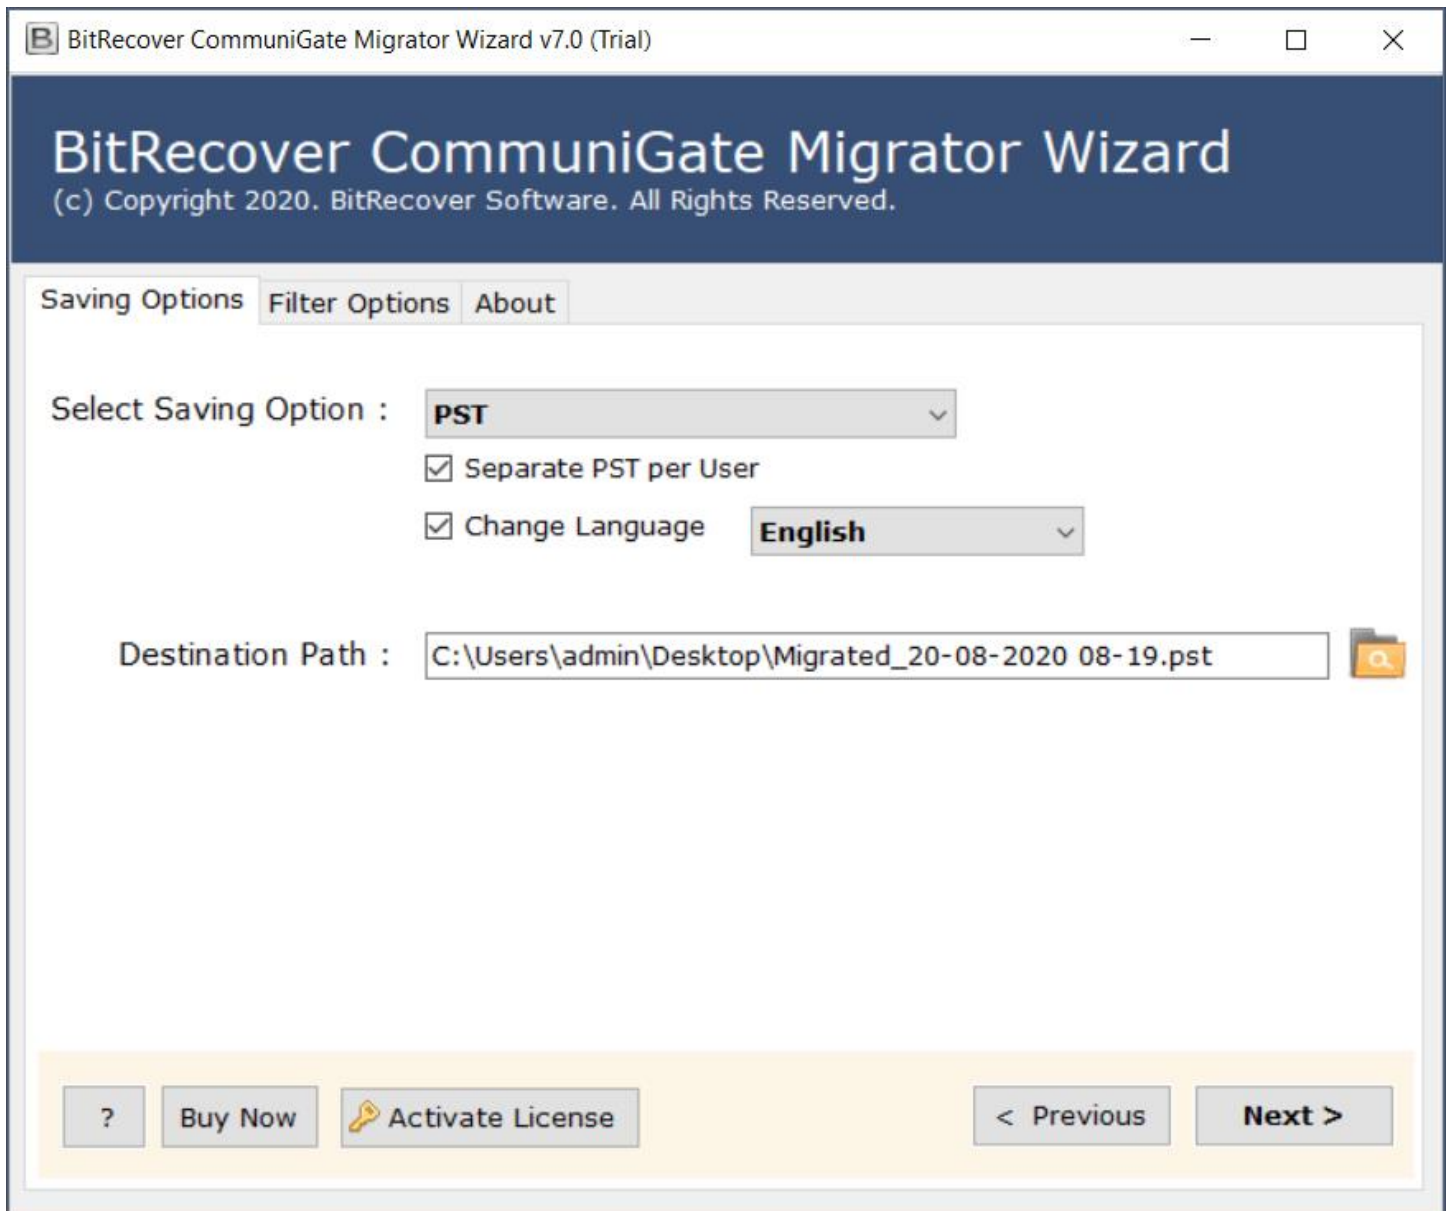 B BitRecover CommuniGate Migrator Wizard v7.0 (Trial)
BitRecover CommuniGate Migrator Wizard
(c) Copyright 2020. BitRecover Software. All Rights Reserved.
Saving Options Filter Options About
Select Saving Option : PST
Separate PST per User
Change Language English
Destination Path : C:\Users\admin\Desktop\Migrated_20-08-2020 08-19.pst
? Buy Now Activate License < Previous Next >